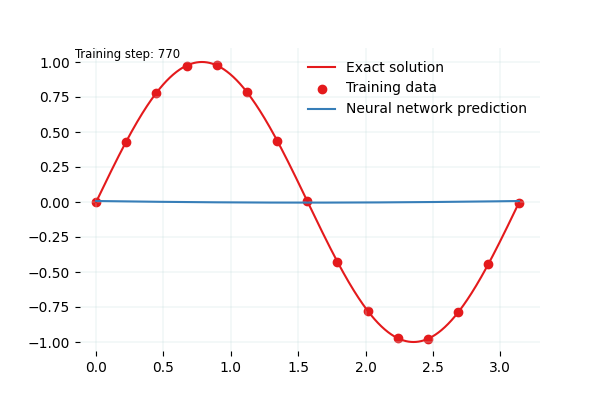 Training step: 770
Exact solution
Training data
Neural network prediction
1.00
0.75
0.50
0.25
0.00
−0.25
−0.50
−0.75
−1.00
0.0 0.5 1.0 1.5 2.0 2.5 3.0